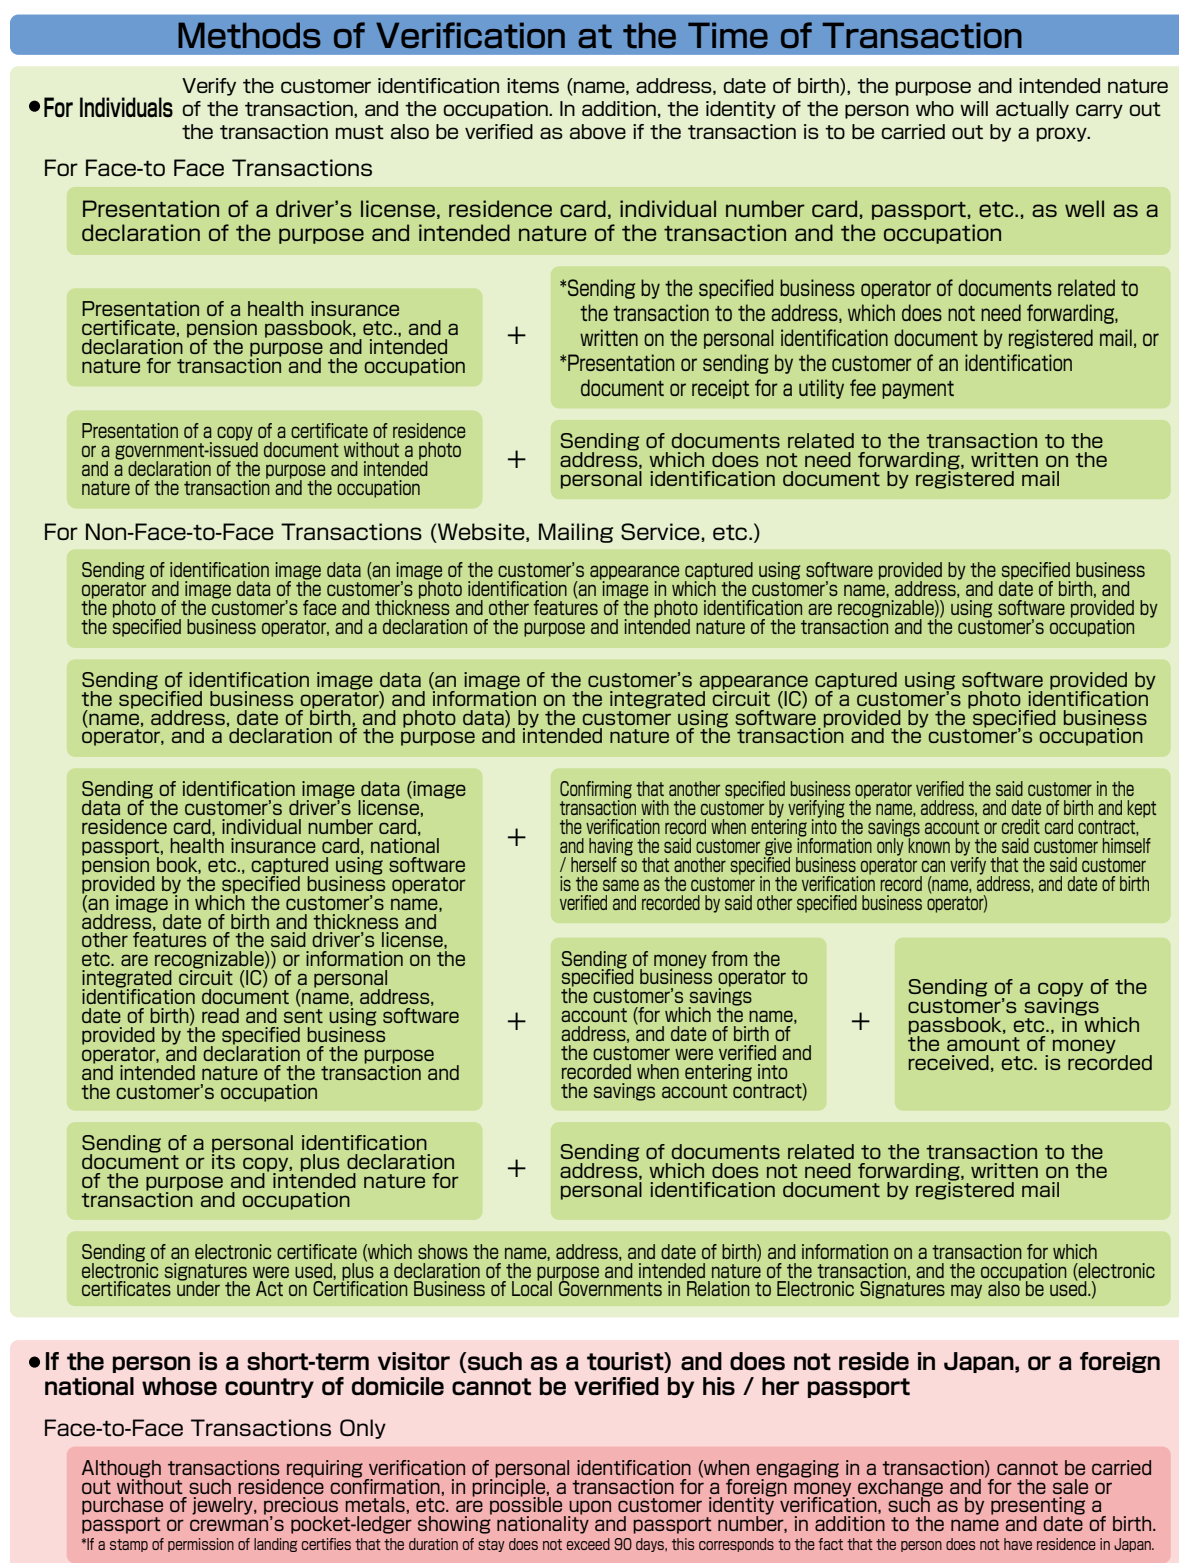 Methods of Verification at the Time of Transaction
●For Individuals
Verify the customer identification items (name, address, date of birth), the purpose and intended nature
of the transaction, and the occupation. In addition, the identity of the person who will actually carry out
the transaction must also be verified as above if the transaction is to be carried out by a proxy.
For Face-to Face Transactions
Presentation of a driver's license, residence card, individual number card, passport, etc., as well as a
declaration of the purpose and intended nature of the transaction and the occupation
Presentation of a health insurance
certificate, pension passbook, etc., and a
declaration of the purpose and intended
nature for transaction and the occupation
+
*Sending by the specified business operator of documents related to
the transaction to the address, which does not need forwarding,
written on the personal identification document by registered mail, or
*Presentation or sending by the customer of an identification
document or receipt for a utility fee payment
Presentation of a copy of a certificate of residence
or a government-issued document without a photo
and a declaration of the purpose and intended
nature of the transaction and the occupation
+
Sending of documents related to the transaction to the
address, which does not need forwarding, written on the
personal identification document by registered mail
For Non-Face-to-Face Transactions (Website, Mailing Service, etc.)
Sending of identification image data (an image of the customer's appearance captured using software provided by the specified business
operator and image data of the customer's photo identification (an image in which the customer's name, address, and date of birth, and
the photo of the customer's face and thickness and other features of the photo identification are recognizable)) using software provided by
the specified business operator, and a declaration of the purpose and intended nature of the transaction and the customer's occupation
Sending of identification image data (an image of the customer's appearance captured using software provided by
the specified business operator) and information on the integrated circuit (IC) of a customer's photo identification
(name, address, date of birth, and photo data) by the customer using software provided by the specified business
operator, and a declaration of the purpose and intended nature of the transaction and the customer's occupation
Sending of identification image data (image
data of the customer's driver's license,
residence card, individual number card,
passport, health insurance card, national
pension book, etc., captured using software
provided by the specified business operator
(an image in which the customer's name,
address, date of birth and thickness and
other features of the said driver's license,
etc. are recognizable)) or information on the
integrated circuit (IC) of a personal
identification document (name, address,
date of birth) read and sent using software
provided by the specified business
operator, and declaration of the purpose
and intended nature of the transaction and
the customer's occupation
+
Confirming that another specified business operator verified the said customer in the
transaction with the customer by verifying the name, address, and date of birth and kept
the verification record when entering into the savings account or credit card contract,
and having the said customer give information only known by the said customer himself
/ herself so that another specified business operator can verify that the said customer
is the same as the customer in the verification record (name, address, and date of birth
verified and recorded by said other specified business operator)
+
Sending of money from the
specified business operator to
the customer's savings
account (for which the name,
address, and date of birth of
the customer were verified and
recorded when entering into
the savings account contract)
+
Sending of a copy of the
customer's savings
passbook, etc., in which
the amount of money
received, etc. is recorded
Sending of a personal identification
document or its copy, plus declaration
of the purpose and intended nature for
transaction and occupation
+
Sending of documents related to the transaction to the
address, which does not need forwarding, written on the
personal identification document by registered mail
Sending of an electronic certificate (which shows the name, address, and date of birth) and information on a transaction for which
electronic signatures were used, plus a declaration of the purpose and intended nature of the transaction, and the occupation (electronic
certificates under the Act on Certification Business of Local Governments in Relation to Electronic Signatures may also be used.)
●If the person is a short-term visitor (such as a tourist) and does not reside in Japan, or a foreign
national whose country of domicile cannot be verified by his / her passport
Face-to-Face Transactions Only
Although transactions requiring verification of personal identification (when engaging in a transaction) cannot be carried
out without such residence confirmation, in principle, a transaction for a foreign money exchange and for the sale or
purchase of jewelry, precious metals, etc. are possible upon customer identity verification, such as by presenting a
passport or crewman's pocket-ledger showing nationality and passport number, in addition to the name and date of birth.
*If a stamp of permission of landing certifies that the duration of stay does not exceed 90 days, this corresponds to the fact that the person does not have residence in Japan.